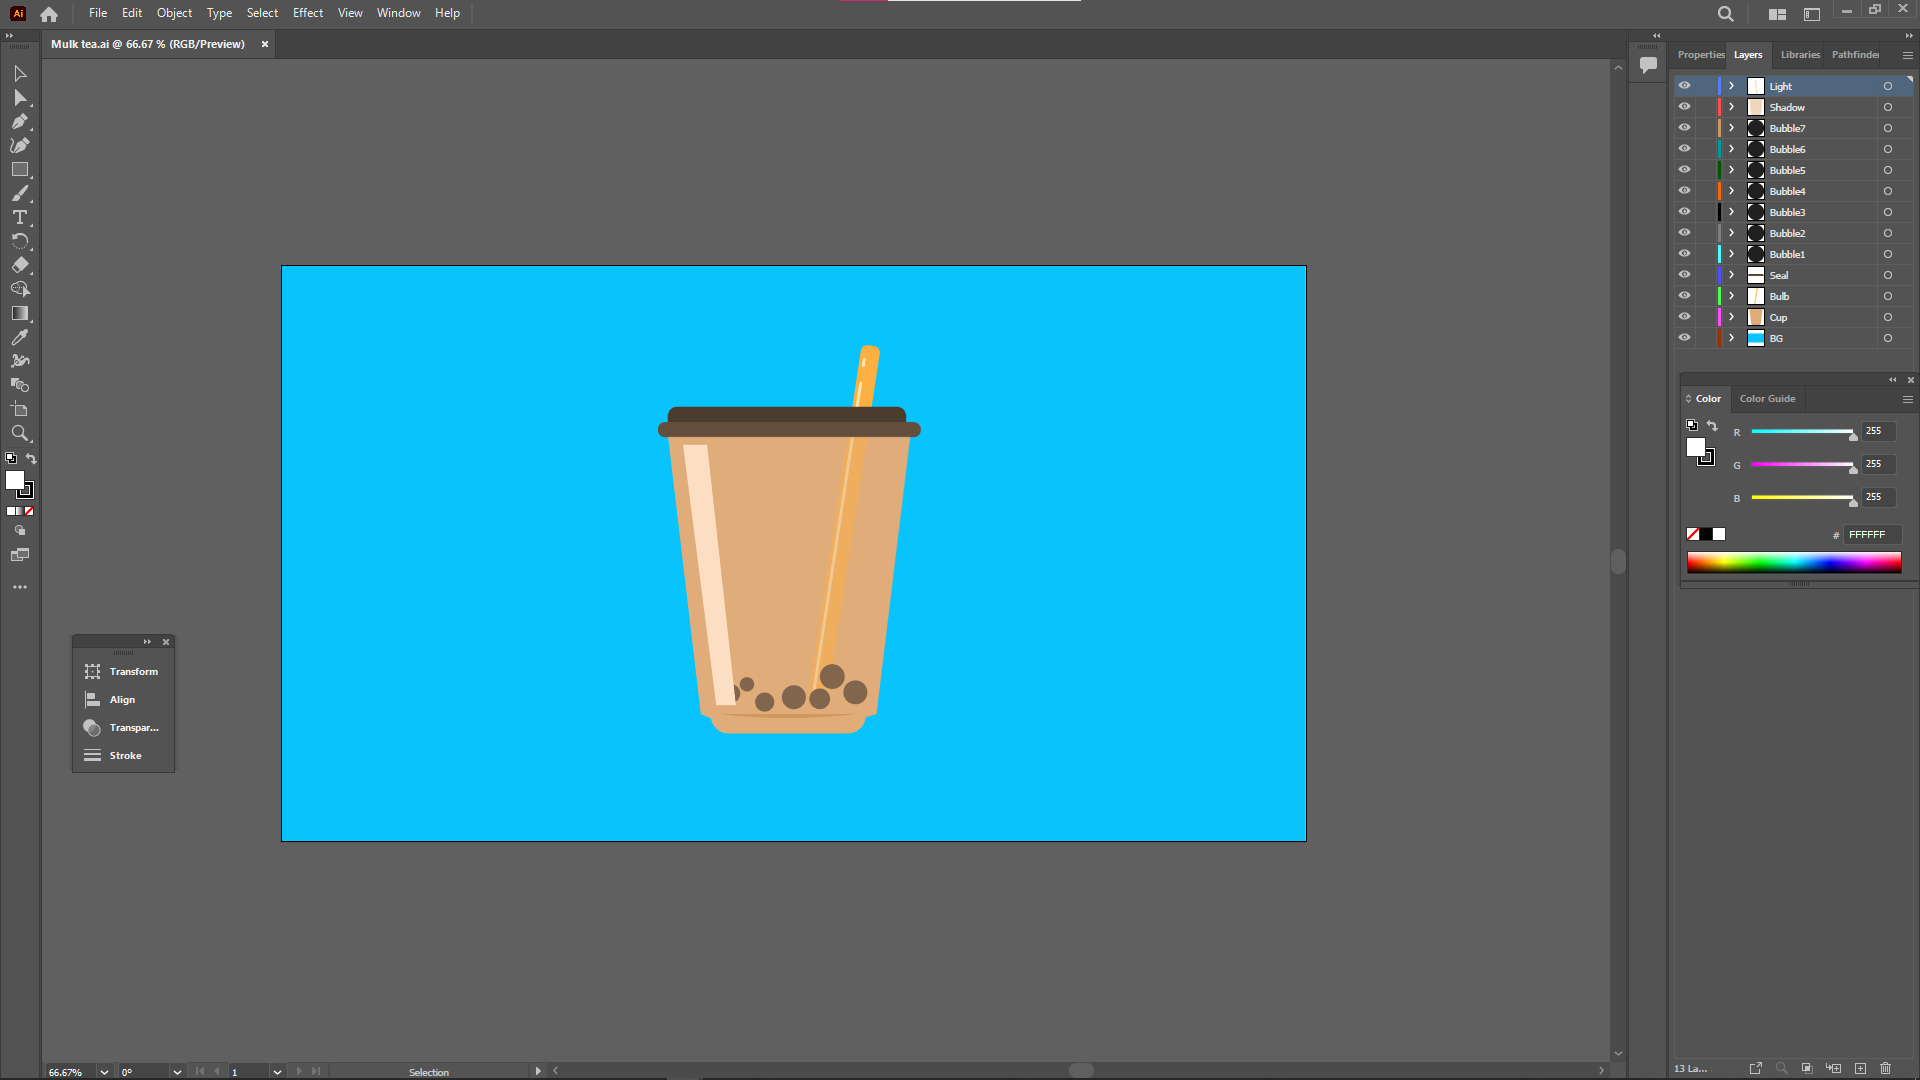 Ai File Edit Object Type Select Effect View Window Help
Mulk tea.ai @ 66.67 % (RGB/Preview)
Properties Layers Libraries Pathfinder
Light
Shadow
Bubble7
Bubble6
Bubble5
Bubble4
Bubble3
Bubble2
Bubble1
Seal
Bulb
Cup
BG
Color Color Guide
R 255
G 255
B 255
# FFFFFF
Transform
Align
Transpar...
Stroke
66.67% 0° 1 Selection
13 La...